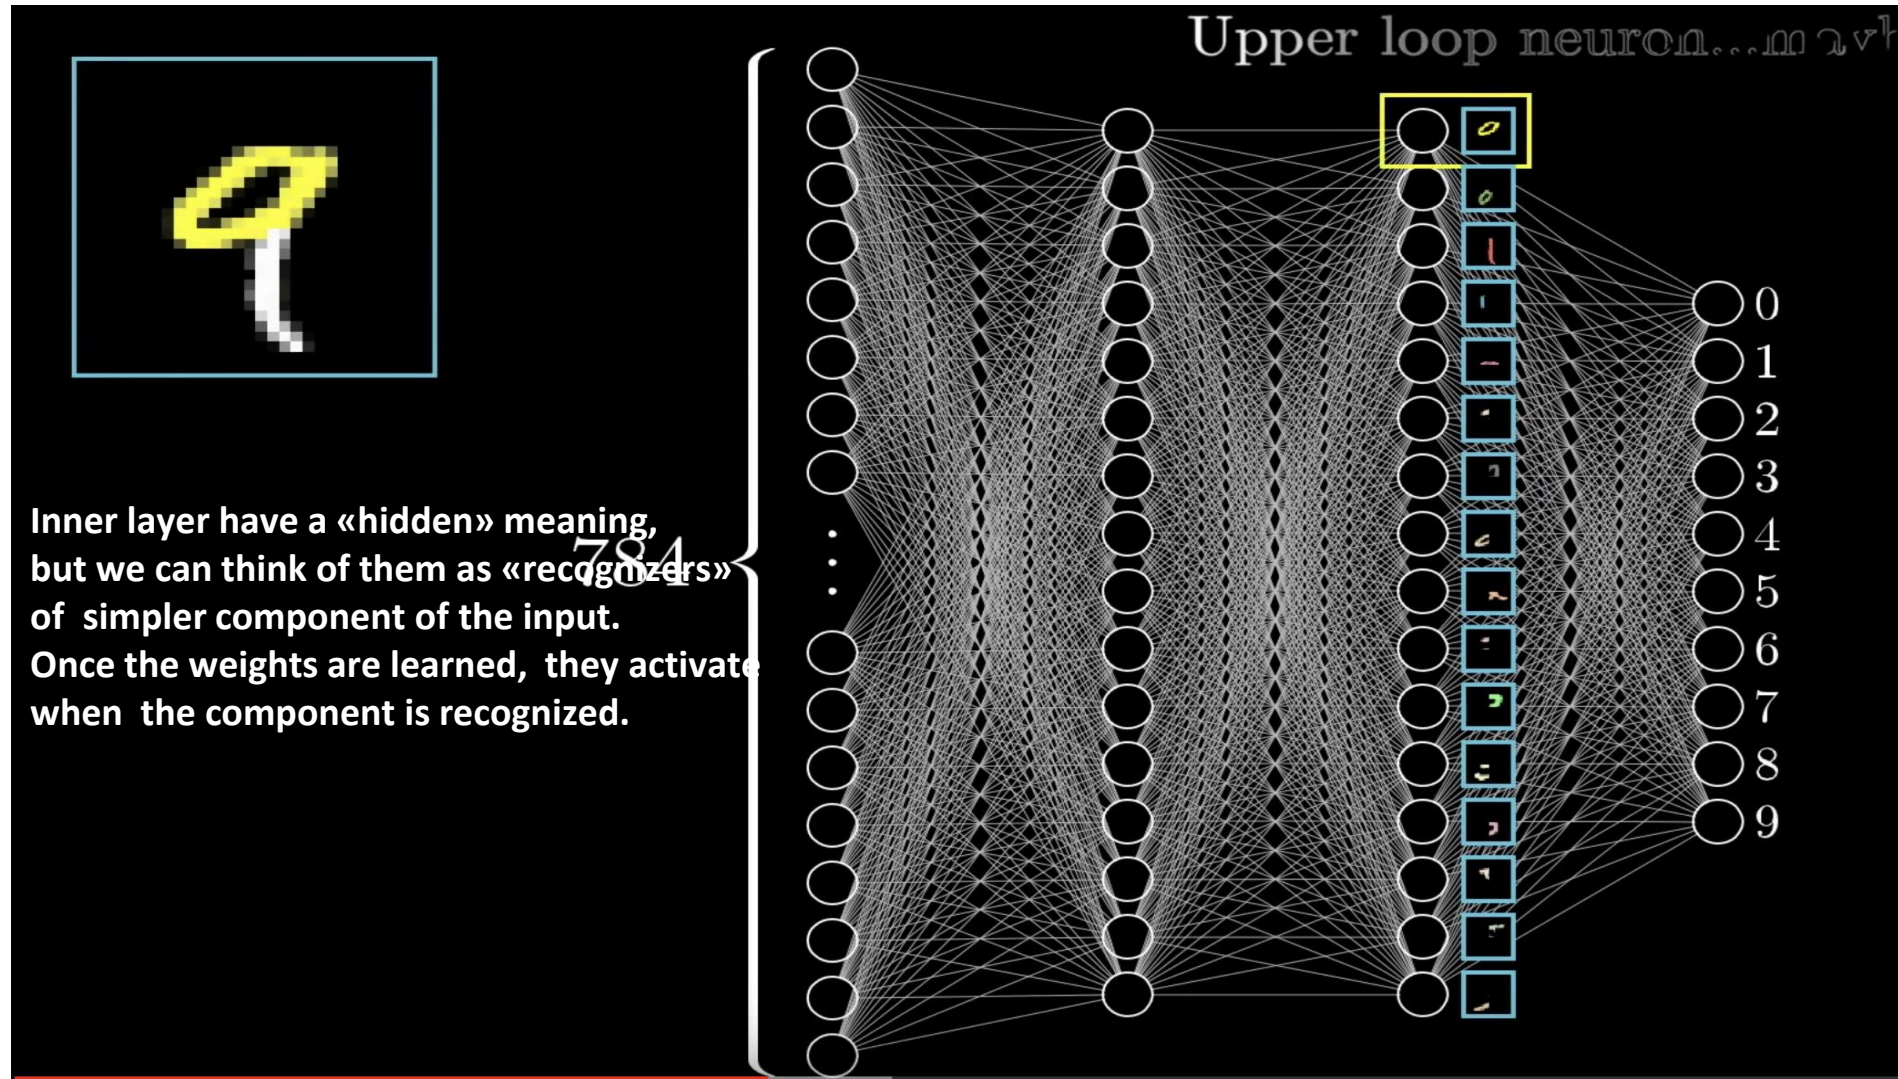 Upper loop neuron...mayb
0
1
2
3
4
5
6
7
8
9
784
Inner layer have a «hidden» meaning,
but we can think of them as «recognizers»
of  simpler component of the input.
Once the weights are learned,  they activate
when  the component is recognized.